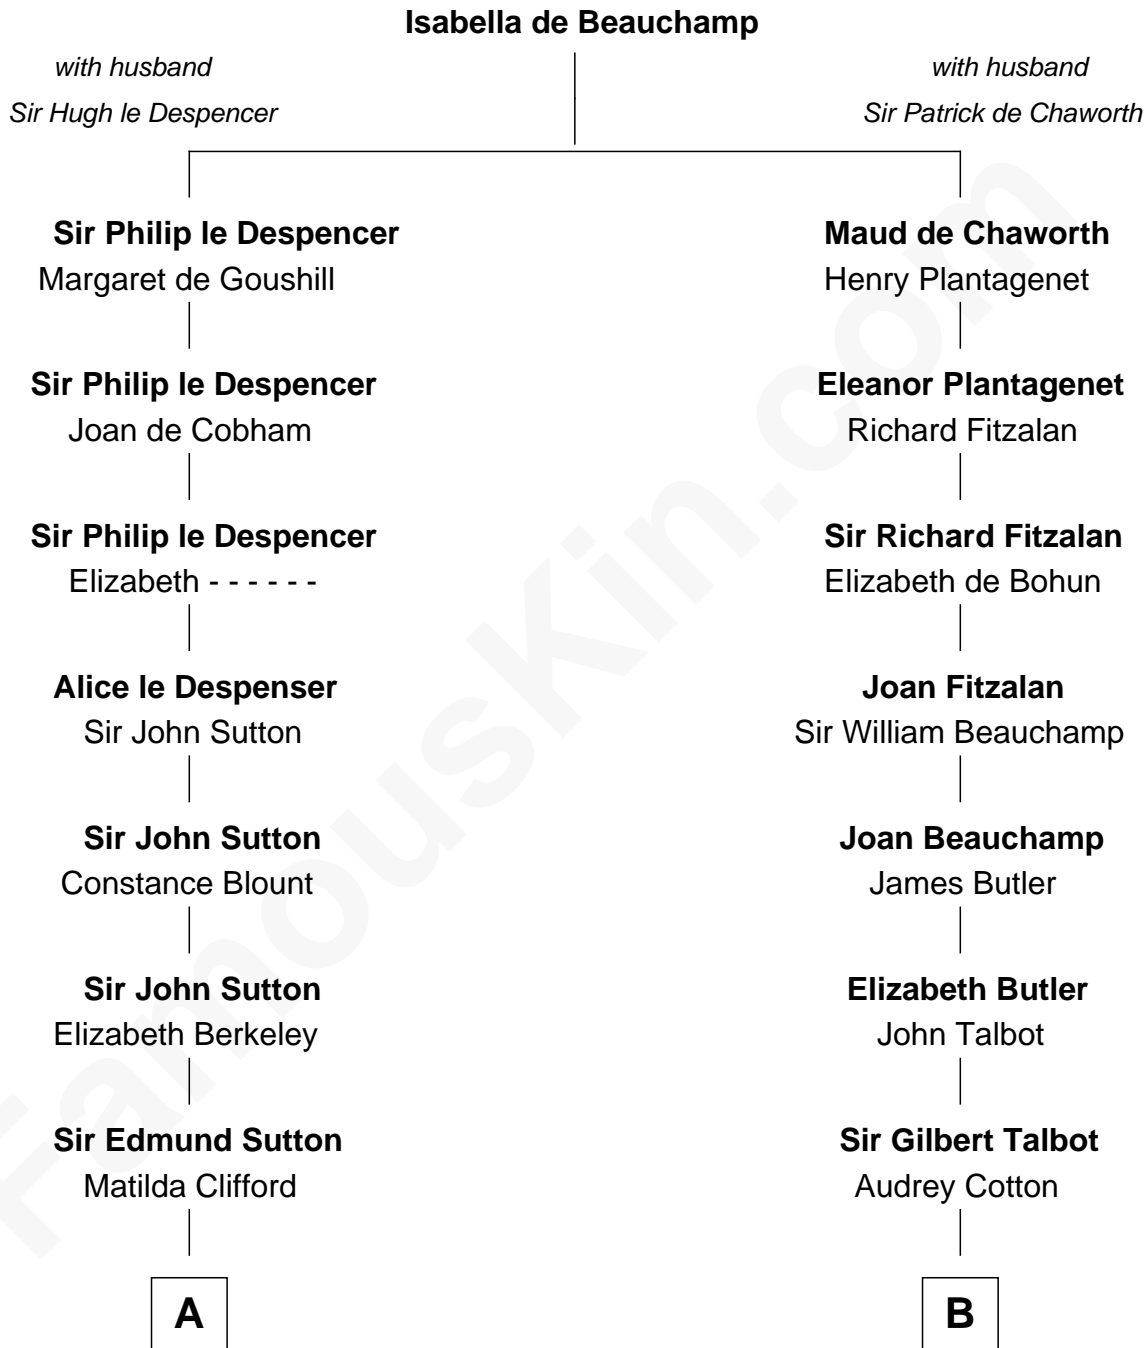 Isabella de Beauchamp
with husband
Sir Hugh le Despencer
with husband
Sir Patrick de Chaworth
Sir Philip le Despencer
Margaret de Goushill
Maud de Chaworth
Henry Plantagenet
Sir Philip le Despencer
Joan de Cobham
Eleanor Plantagenet
Richard Fitzalan
Sir Philip le Despencer
Elizabeth - - - - - -
Sir Richard Fitzalan
Elizabeth de Bohun
Alice le Despenser
Sir John Sutton
Joan Fitzalan
Sir William Beauchamp
Sir John Sutton
Constance Blount
Joan Beauchamp
James Butler
Sir John Sutton
Elizabeth Berkeley
Elizabeth Butler
John Talbot
Sir Edmund Sutton
Matilda Clifford
Sir Gilbert Talbot
Audrey Cotton
A
B
FamousKin.com